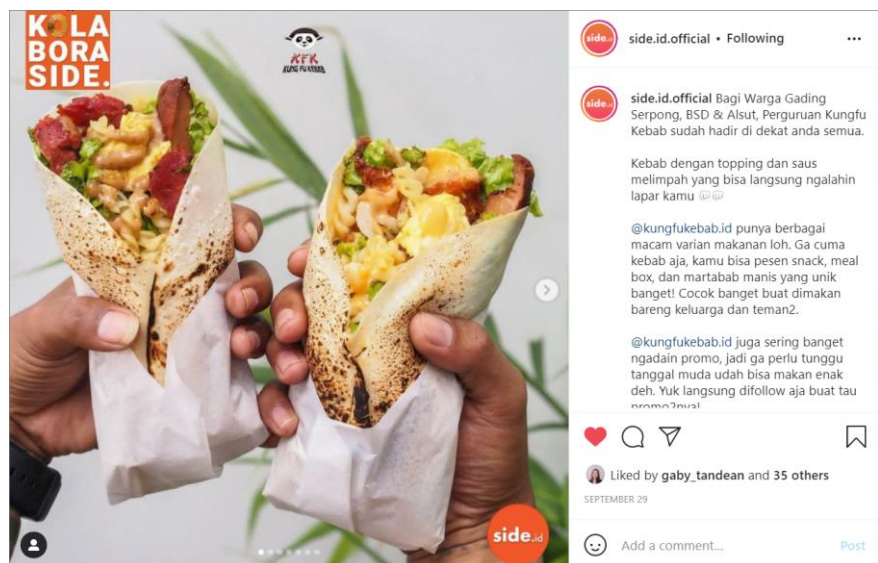 KOLA
BORA
SIDE.
KFK
KUNG FU KEBAB
side.id
side.id.official • Following
side.id.official Bagi Warga Gading
Serpong, BSD & Alsut, Perguruan Kungfu
Kebab sudah hadir di dekat anda semua.
Kebab dengan topping dan saus
melimpah yang bisa langsung ngalahin
lapar kamu
@kungfukebab.id punya berbagai
macam varian makanan loh. Ga cuma
kebab aja, kamu bisa pesen snack, meal
box, dan martabab manis yang unik
banget! Cocok banget buat dimakan
bareng keluarga dan teman2.
@kungfukebab.id juga sering banget
ngadain promo, jadi ga perlu tunggu
tanggal muda udah bisa makan enak
deh. Yuk langsung difollow aja buat tau
promo2nya!
Liked by gaby_tandean and 35 others
SEPTEMBER 29
Add a comment... Post
side.id
side.id